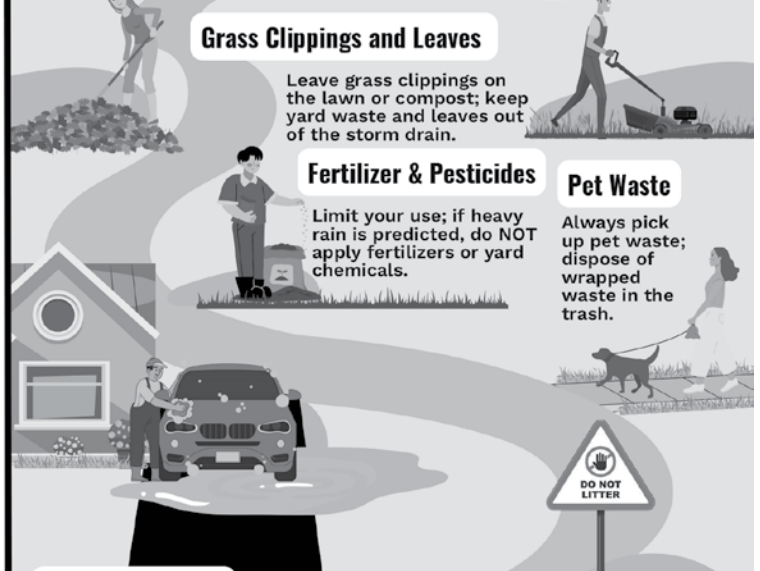 Grass Clippings and Leaves
Leave grass clippings on
the lawn or compost; keep
yard waste and leaves out
of the storm drain.
Fertilizer & Pesticides
Limit your use; if heavy
rain is predicted, do NOT
apply fertilizers or yard
chemicals.
Pet Waste
Always pick
up pet waste;
dispose of
wrapped
waste in the
trash.
DO NOT
LITTER